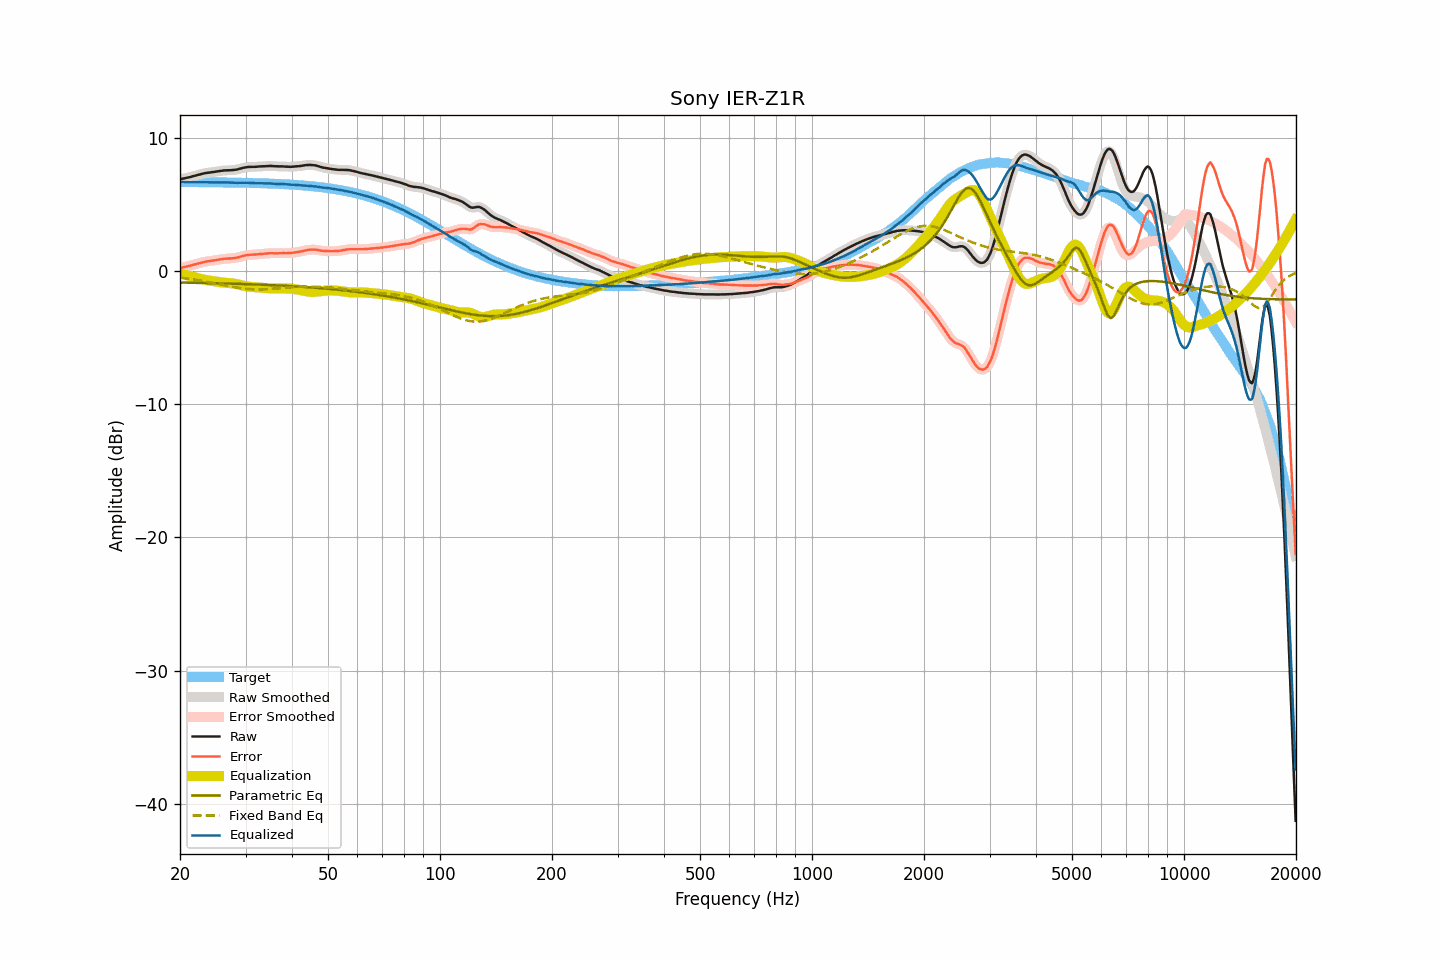 Sony IER-Z1R
Amplitude (dBr)
10
0
−10
−20
−30
−40
Target
Raw Smoothed
Error Smoothed
Raw
Error
Equalization
Parametric Eq
Fixed Band Eq
Equalized
20 50 100 200 500 1000 2000 5000 10000 20000
Frequency (Hz)